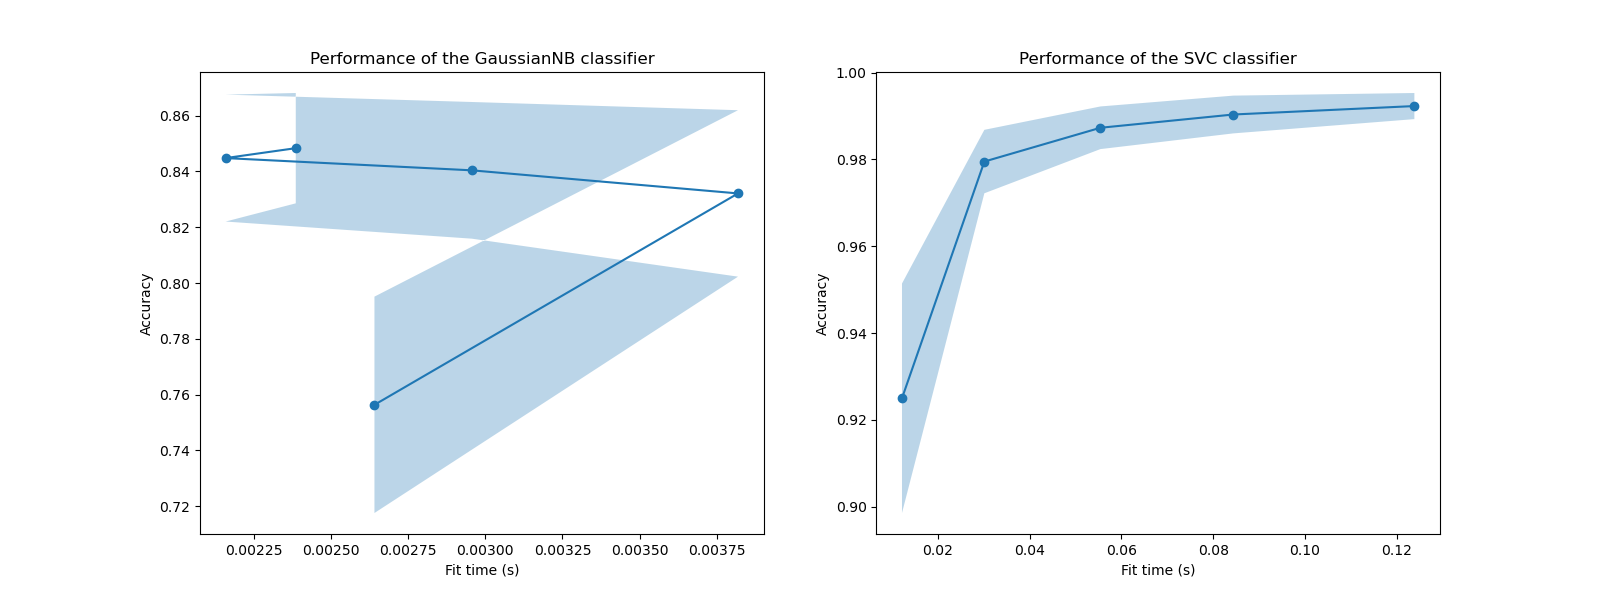 Performance of the GaussianNB classifier
Accuracy
0.86
0.84
0.82
0.80
0.78
0.76
0.74
0.72
0.00225 0.00250 0.00275 0.00300 0.00325 0.00350 0.00375
Fit time (s)
Performance of the SVC classifier
Accuracy
1.00
0.98
0.96
0.94
0.92
0.90
0.02 0.04 0.06 0.08 0.10 0.12
Fit time (s)